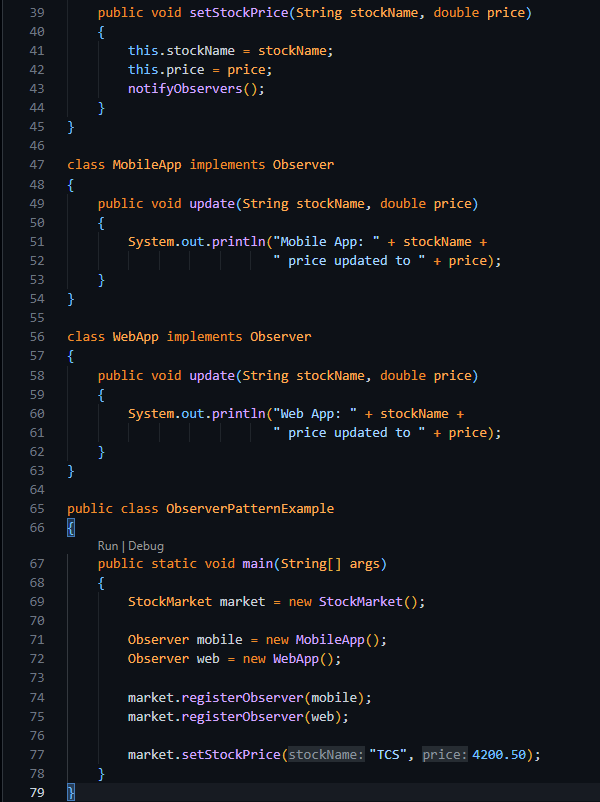 39 public void setStockPrice(String stockName, double price)
40 {
41 this.stockName = stockName;
42 this.price = price;
43 notifyObservers();
44 }
45 }
46
47 class MobileApp implements Observer
48 {
49 public void update(String stockName, double price)
50 {
51 System.out.println("Mobile App: " + stockName +
52 " price updated to " + price);
53 }
54 }
55
56 class WebApp implements Observer
57 {
58 public void update(String stockName, double price)
59 {
60 System.out.println("Web App: " + stockName +
61 " price updated to " + price);
62 }
63 }
64
65 public class ObserverPatternExample
66 {
Run | Debug
67 public static void main(String[] args)
68 {
69 StockMarket market = new StockMarket();
70
71 Observer mobile = new MobileApp();
72 Observer web = new WebApp();
73
74 market.registerObserver(mobile);
75 market.registerObserver(web);
76
77 market.setStockPrice(stockName: "TCS", price: 4200.50);
78 }
79 }